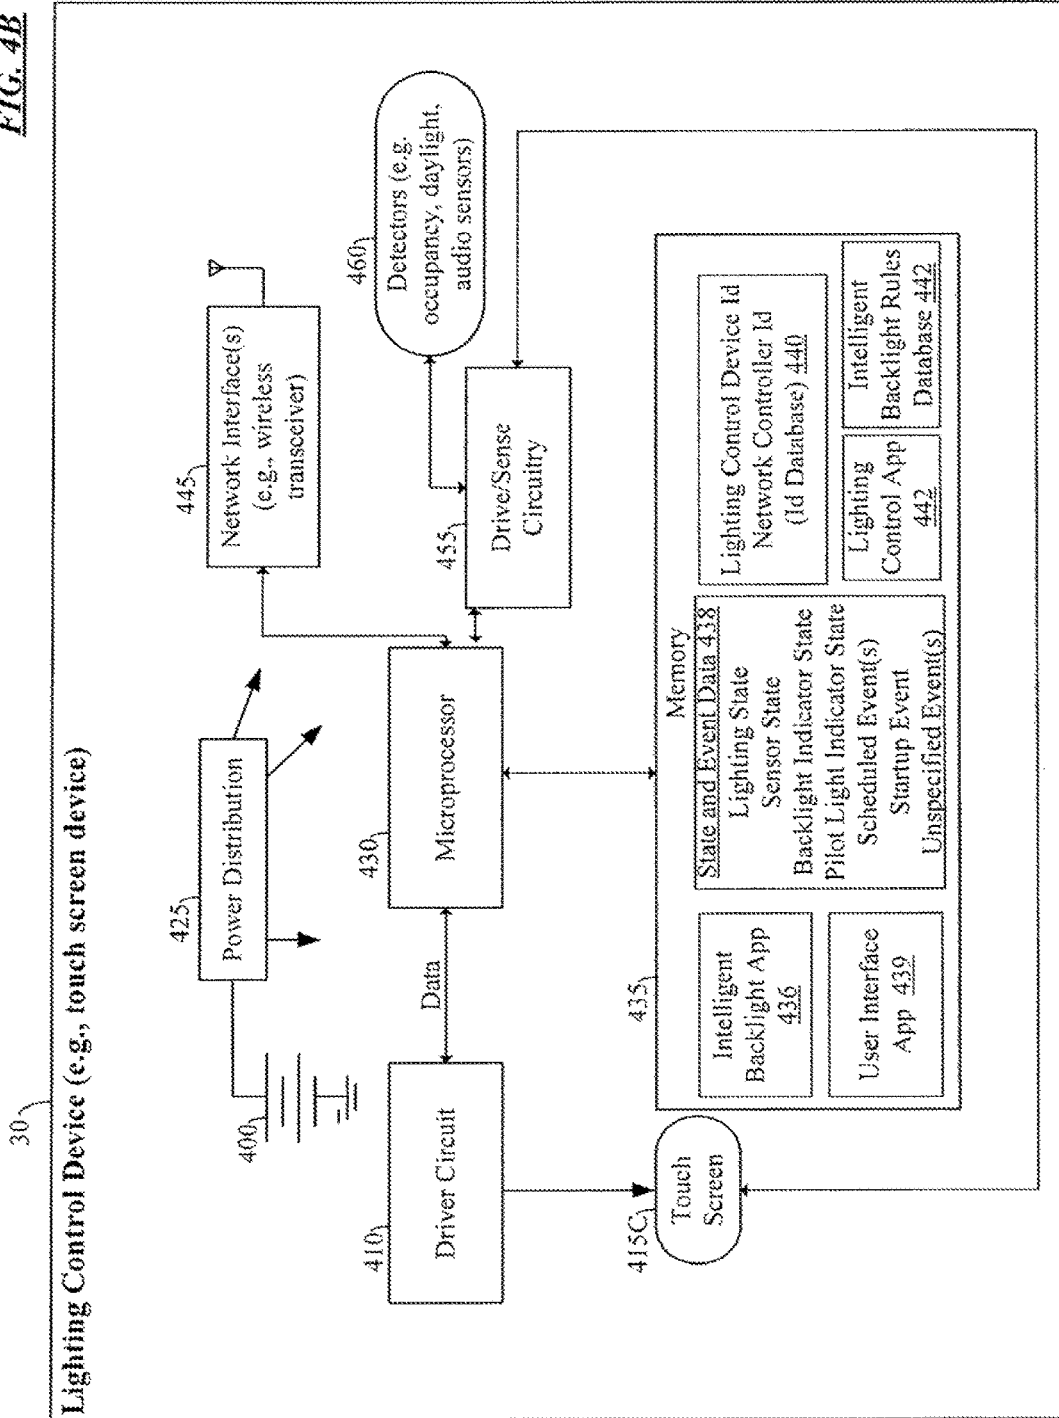 FIG. 4B
30
Lighting Control Device (e.g., touch screen device)
400
425
Power Distribution
445
Network Interface(s)
(e.g., wireless
transceiver)
460
Detectors (e.g.
occupancy, daylight,
audio sensors)
410
Driver Circuit
Data
430
Microprocessor
455
Drive/Sense
Circuitry
415C
Touch
Screen
435
Memory
Intelligent
Backlight App
436
User Interface
App 439
State and Event Data 438
Lighting State
Sensor State
Backlight Indicator State
Pilot Light Indicator State
Scheduled Event(s)
Startup Event
Unspecified Event(s)
Lighting Control Device Id
Network Controller Id
(Id Database) 440
Lighting
Control App
442
Intelligent
Backlight Rules
Database 442